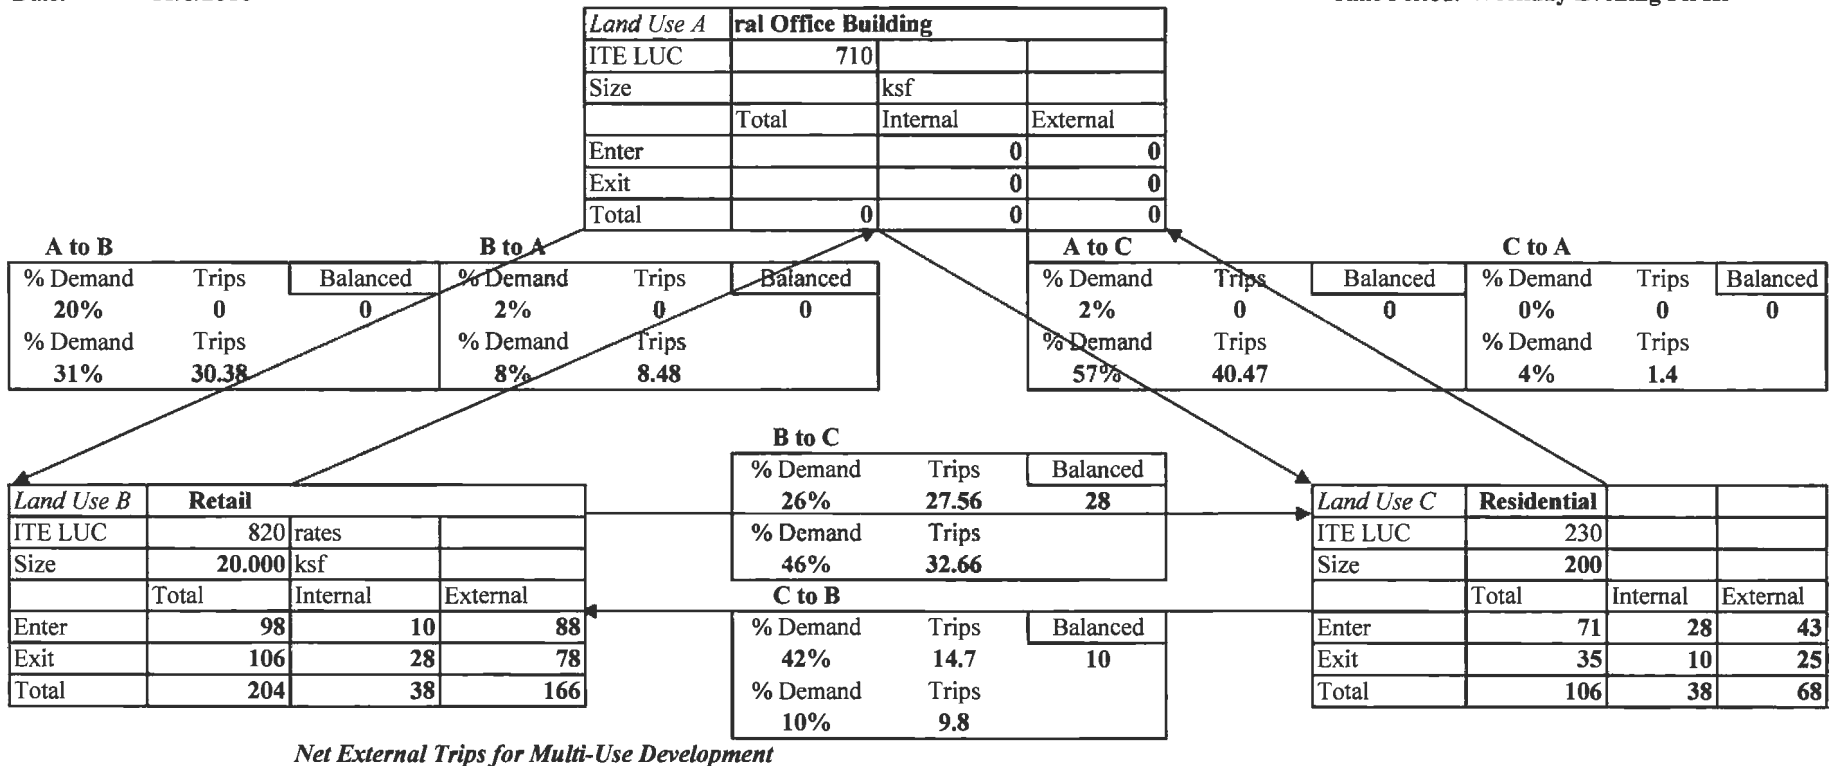 Land Use A ral Office Building
ITE LUC 710
Size ksf
Total Internal External
Enter 0 0
Exit 0 0
Total 0 0 0
A to B B to A A to C C to A
% Demand Trips Balanced % Demand Trips Balanced % Demand Trips Balanced % Demand Trips Balanced
20% 0 0 2% 0 0 2% 0 0 0% 0 0
% Demand Trips % Demand Trips % Demand Trips % Demand Trips
31% 30.38 8% 8.48 57% 40.47 4% 1.4
B to C
% Demand Trips Balanced
26% 27.56 28
% Demand Trips
46% 32.66
Land Use B Retail
ITE LUC 820 rates
Size 20.000 ksf
Total Internal External
Enter 98 10 88
Exit 106 28 78
Total 204 38 166
C to B
% Demand Trips Balanced
42% 14.7 10
% Demand Trips
10% 9.8
Land Use C Residential
ITE LUC 230
Size 200
Total Internal External
Enter 71 28 43
Exit 35 10 25
Total 106 38 68
Net External Trips for Multi-Use Development